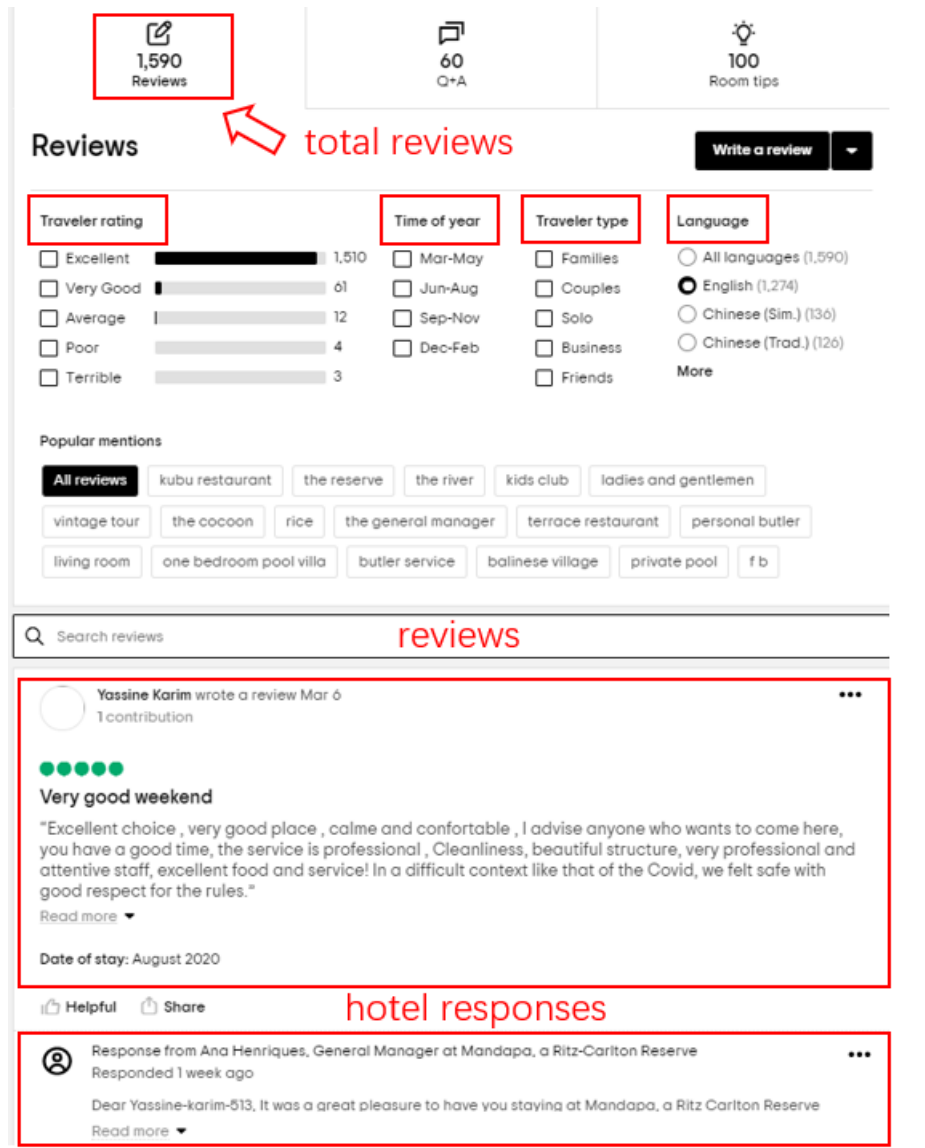 1,590
Reviews
60
Q+A
100
Room tips
total reviews
Reviews
Write a review
Traveler rating
Excellent 1,510
Very Good 61
Average 12
Poor 4
Terrible 3
Time of year
Mar-May
Jun-Aug
Sep-Nov
Dec-Feb
Traveler type
Families
Couples
Solo
Business
Friends
Language
All languages (1,590)
English (1,274)
Chinese (Sim.) (136)
Chinese (Trad.) (126)
More
Popular mentions
All reviews kubu restaurant the reserve the river kids club ladies and gentlemen
vintage tour the cocoon rice the general manager terrace restaurant personal butler
living room one bedroom pool villa butler service balinese village private pool f b
Search reviews
reviews
Yassine Karim wrote a review Mar 6
1 contribution
Very good weekend
"Excellent choice , very good place , calme and confortable , I advise anyone who wants to come here,
you have a good time, the service is professional , Cleanliness, beautiful structure, very professional and
attentive staff, excellent food and service! In a difficult context like that of the Covid, we felt safe with
good respect for the rules."
Read more
Date of stay: August 2020
Helpful Share
hotel responses
Response from Ana Henriques, General Manager at Mandapa, a Ritz-Carlton Reserve
Responded 1 week ago
Dear Yassine-karim-513, It was a great pleasure to have you staying at Mandapa, a Ritz Carlton Reserve
Read more